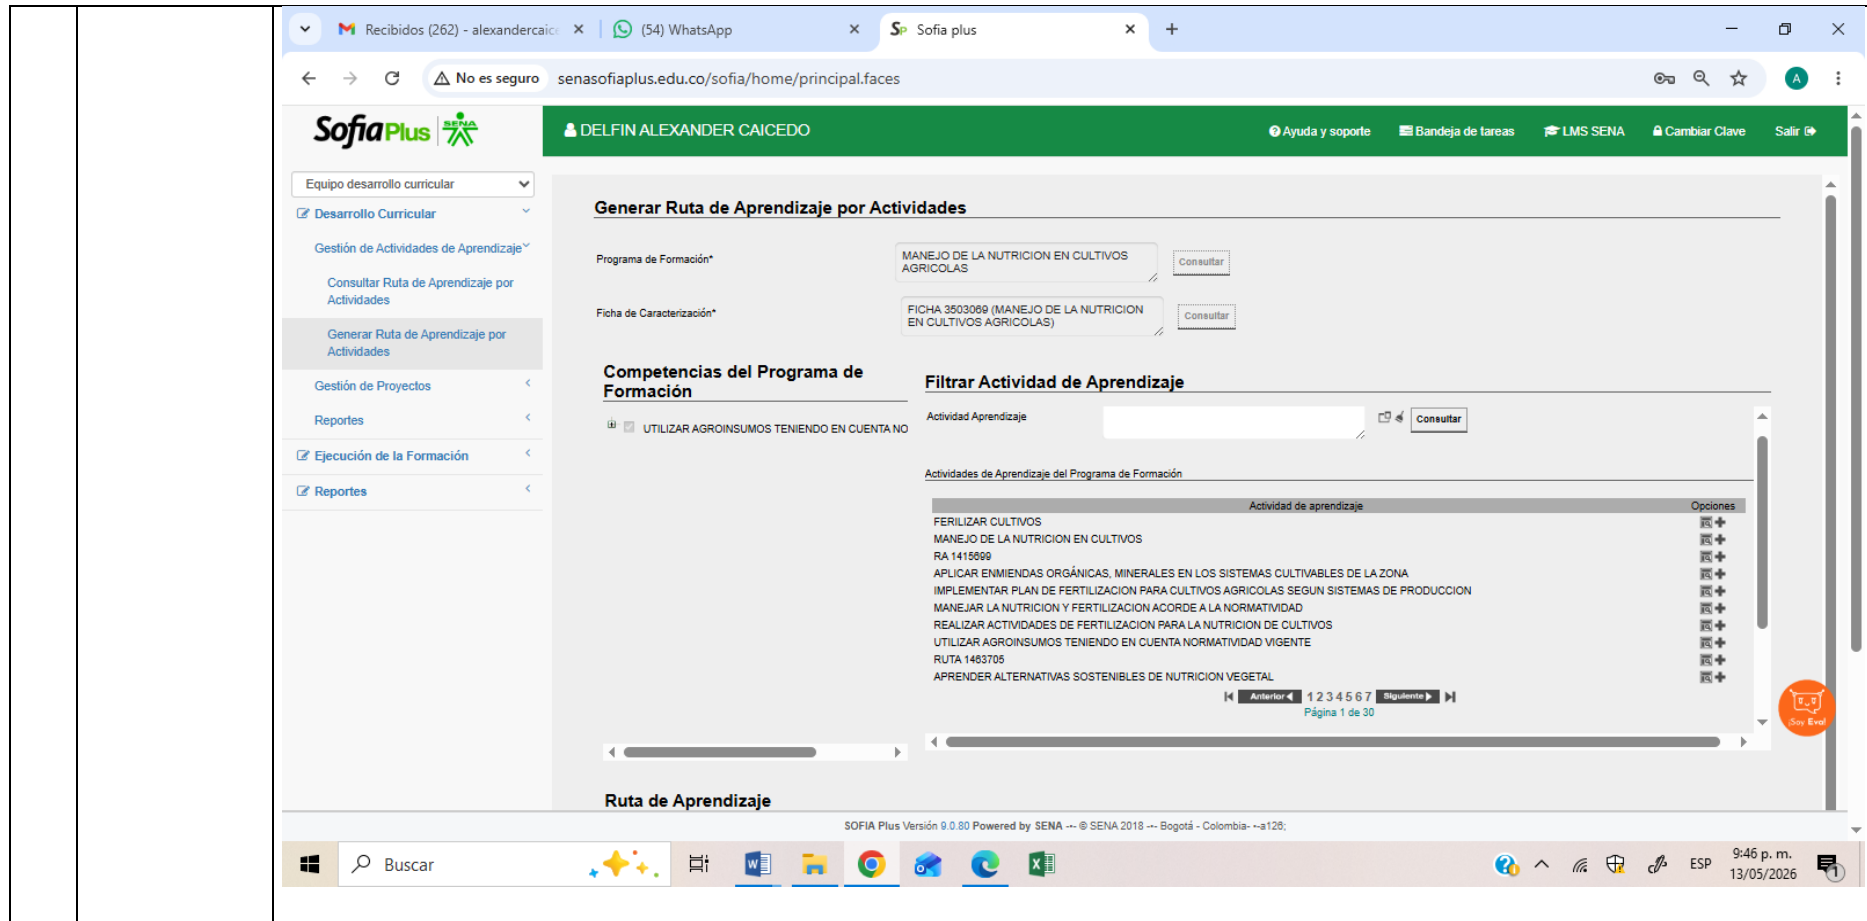 Recibidos (262) - alexandercaic
(54) WhatsApp
Sofia plus
No es seguro
senasofiaplus.edu.co/sofia/home/principal.faces
A
SofiaPlus
SENA
DELFIN ALEXANDER CAICEDO
Ayuda y soporte
Bandeja de tareas
LMS SENA
Cambiar Clave
Salir
Equipo desarrollo curricular
Desarrollo Curricular
Gestión de Actividades de Aprendizaje
Consultar Ruta de Aprendizaje por
Actividades
Generar Ruta de Aprendizaje por
Actividades
Gestión de Proyectos
Reportes
Ejecución de la Formación
Reportes
Generar Ruta de Aprendizaje por Actividades
Programa de Formación*
MANEJO DE LA NUTRICION EN CULTIVOS
AGRICOLAS
Consultar
Ficha de Caracterización*
FICHA 3503069 (MANEJO DE LA NUTRICION
EN CULTIVOS AGRICOLAS)
Consultar
Competencias del Programa de
Formación
UTILIZAR AGROINSUMOS TENIENDO EN CUENTA NO
Filtrar Actividad de Aprendizaje
Actividad Aprendizaje
Consultar
Actividades de Aprendizaje del Programa de Formación
Actividad de aprendizaje Opciones
FERILIZAR CULTIVOS
MANEJO DE LA NUTRICION EN CULTIVOS
RA 1415699
APLICAR ENMIENDAS ORGÁNICAS, MINERALES EN LOS SISTEMAS CULTIVABLES DE LA ZONA
IMPLEMENTAR PLAN DE FERTILIZACION PARA CULTIVOS AGRICOLAS SEGUN SISTEMAS DE PRODUCCION
MANEJAR LA NUTRICION Y FERTILIZACION ACORDE A LA NORMATIVIDAD
REALIZAR ACTIVIDADES DE FERTILIZACION PARA LA NUTRICION DE CULTIVOS
UTILIZAR AGROINSUMOS TENIENDO EN CUENTA NORMATIVIDAD VIGENTE
RUTA 1463705
APRENDER ALTERNATIVAS SOSTENIBLES DE NUTRICION VEGETAL
Anterior 1 2 3 4 5 6 7 Siguiente
Página 1 de 30
¡Soy Eva!
Ruta de Aprendizaje
SOFIA Plus Versión 9.0.80 Powered by SENA -•- © SENA 2018 -•- Bogotá - Colombia- -•-a126;
Buscar
ESP
9:46 p. m.
13/05/2026
1